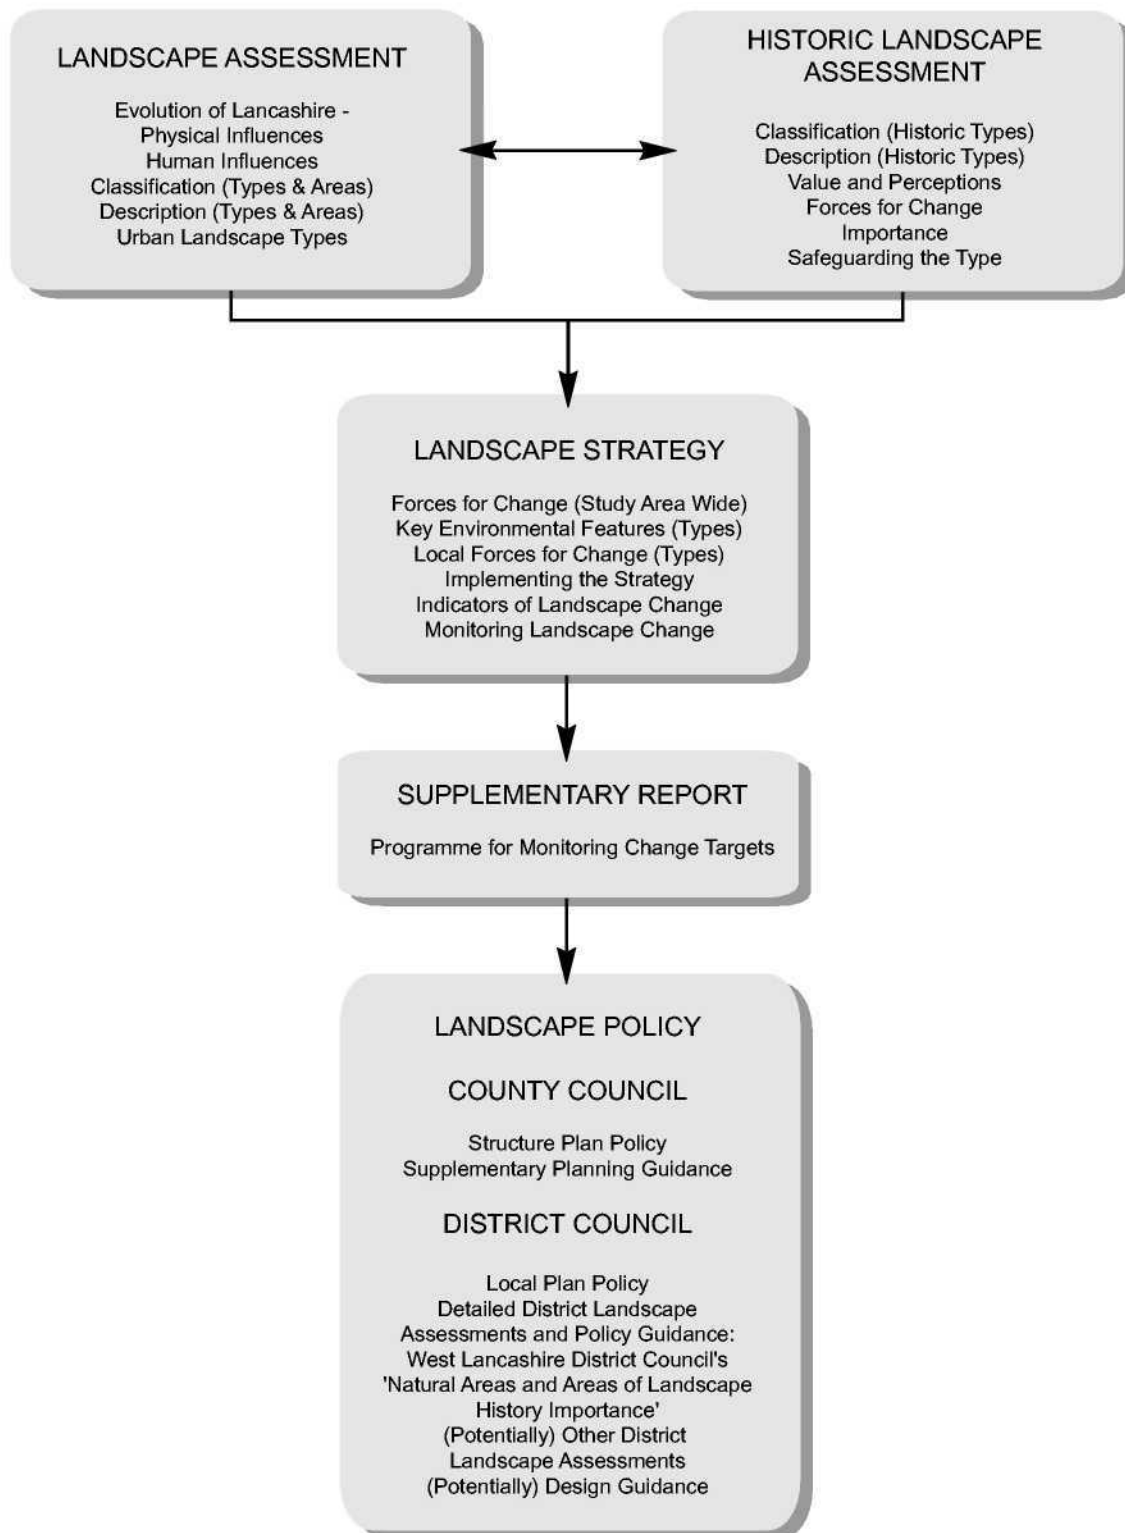 LANDSCAPE ASSESSMENT
Evolution of Lancashire -
Physical Influences
Human Influences
Classification (Types & Areas)
Description (Types & Areas)
Urban Landscape Types
HISTORIC LANDSCAPE
ASSESSMENT
Classification (Historic Types)
Description (Historic Types)
Value and Perceptions
Forces for Change
Importance
Safeguarding the Type
LANDSCAPE STRATEGY
Forces for Change (Study Area Wide)
Key Environmental Features (Types)
Local Forces for Change (Types)
Implementing the Strategy
Indicators of Landscape Change
Monitoring Landscape Change
SUPPLEMENTARY REPORT
Programme for Monitoring Change Targets
LANDSCAPE POLICY
COUNTY COUNCIL
Structure Plan Policy
Supplementary Planning Guidance
DISTRICT COUNCIL
Local Plan Policy
Detailed District Landscape
Assessments and Policy Guidance:
West Lancashire District Council's
'Natural Areas and Areas of Landscape
History Importance'
(Potentially) Other District
Landscape Assessments
(Potentially) Design Guidance